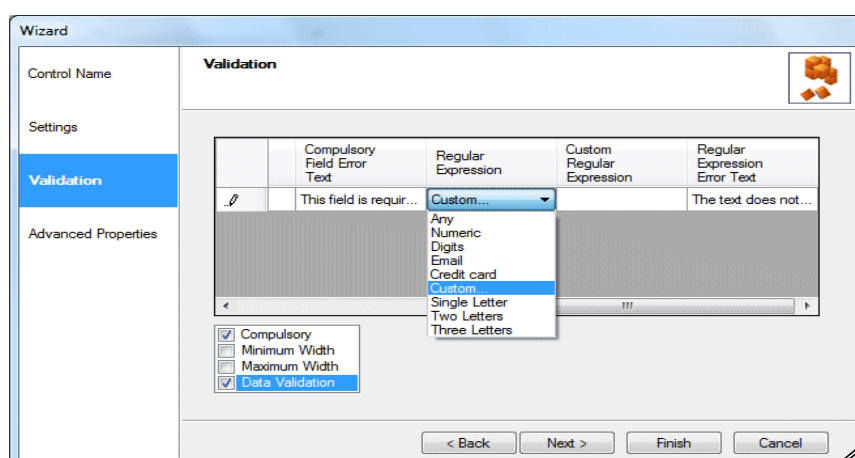 Wizard
Control Name
Settings
Validation
Advanced Properties
Validation
Compulsory
Field Error
Text
Regular
Expression
Custom
Regular
Expression
Regular
Expression
Error Text
This field is requir...
Custom...
The text does not...
Any
Numeric
Digits
Email
Credit card
Custom...
Single Letter
Two Letters
Three Letters
Compulsory
Minimum Width
Maximum Width
Data Validation
< Back
Next >
Finish
Cancel